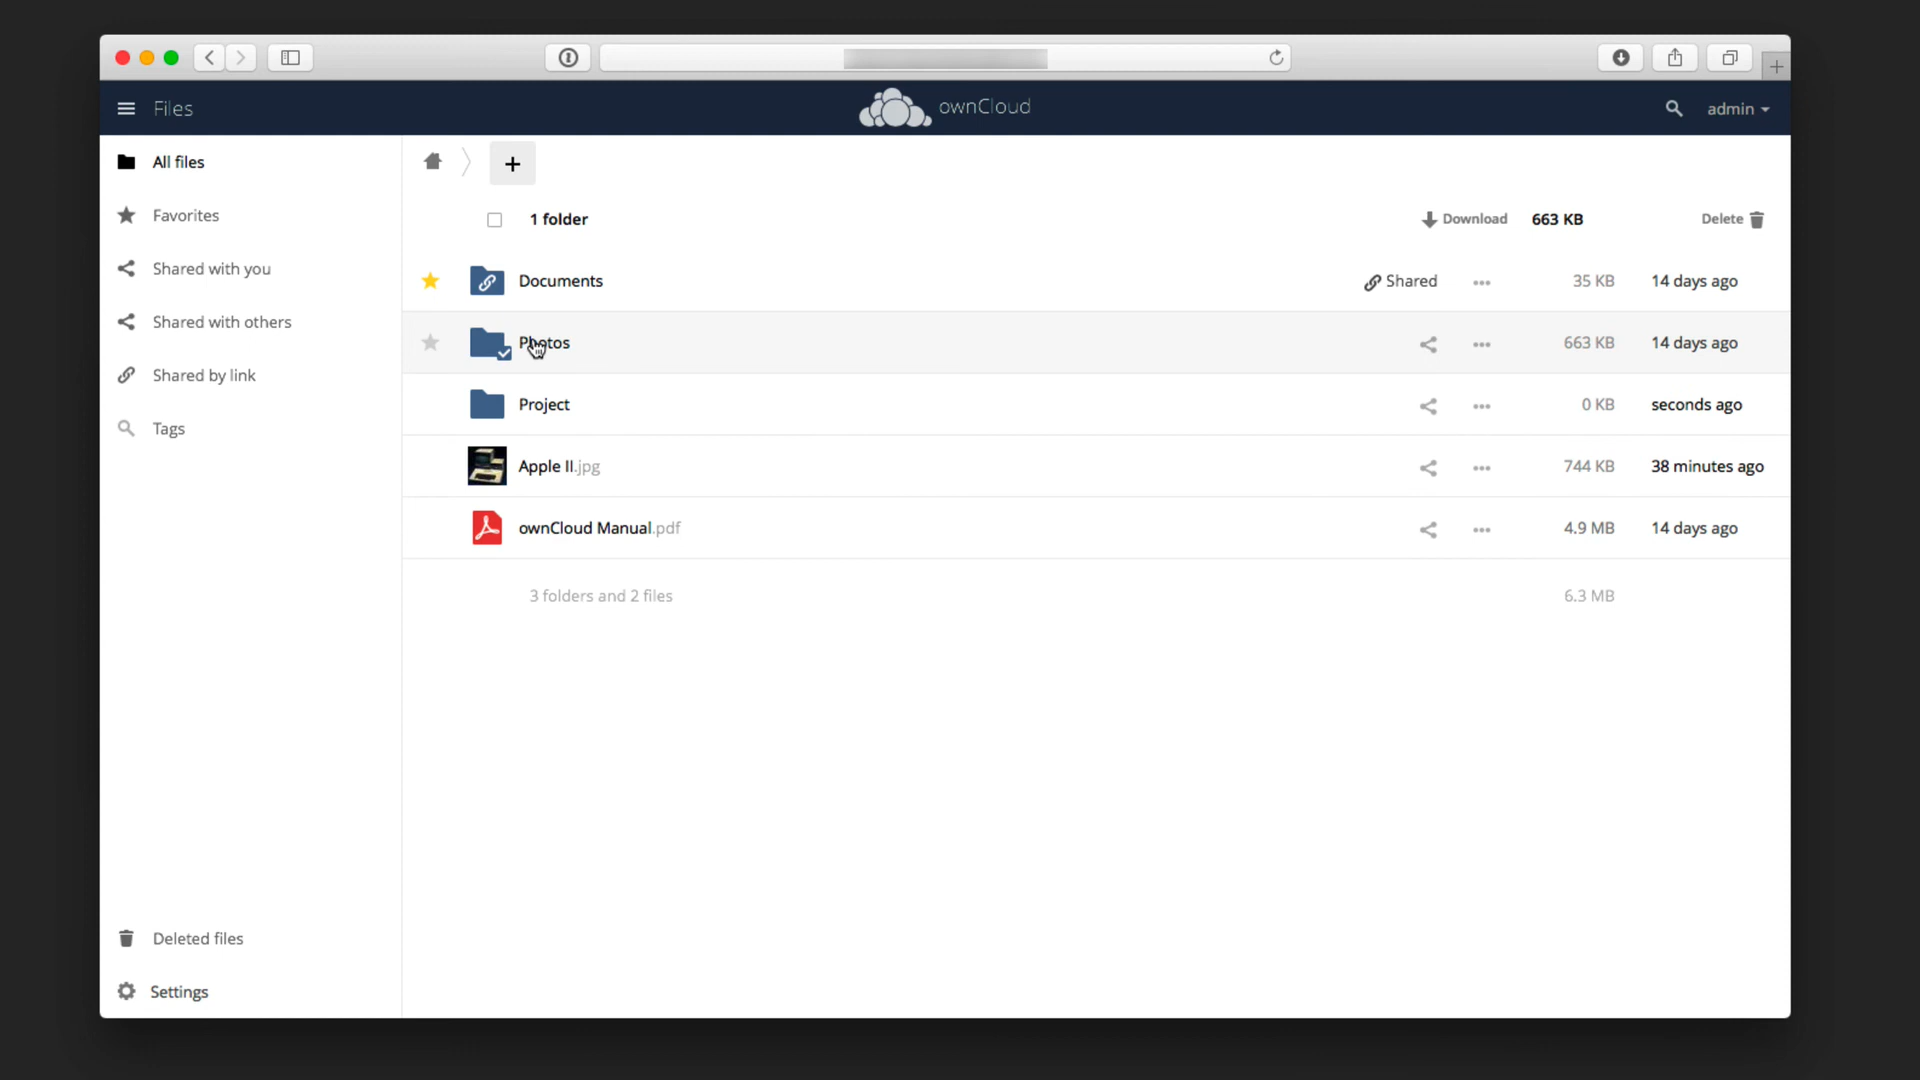 Files
ownCloud
admin
All files
Favorites
Shared with you
Shared with others
Shared by link
Tags
Deleted files
Settings
+
1 folder Download 663 KB Delete
Documents Shared ••• 35 KB 14 days ago
Photos ••• 663 KB 14 days ago
Project ••• 0 KB seconds ago
Apple II.jpg ••• 744 KB 38 minutes ago
ownCloud Manual.pdf ••• 4.9 MB 14 days ago
3 folders and 2 files 6.3 MB